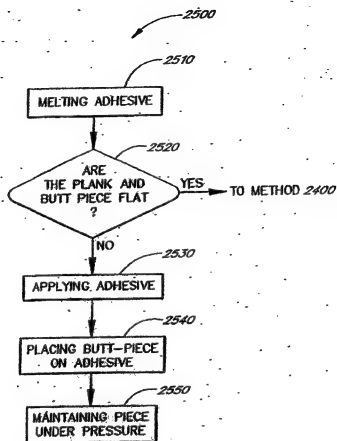 2500
2510
MELTING ADHESIVE
2520
ARE
THE PLANK AND
BUTT PIECE FLAT
?
YES
TO METHOD 2400
NO
2530
APPLYING ADHESIVE
2540
PLACING BUTT-PIECE
ON ADHESIVE
2550
MAINTAINING PIECE
UNDER PRESSURE